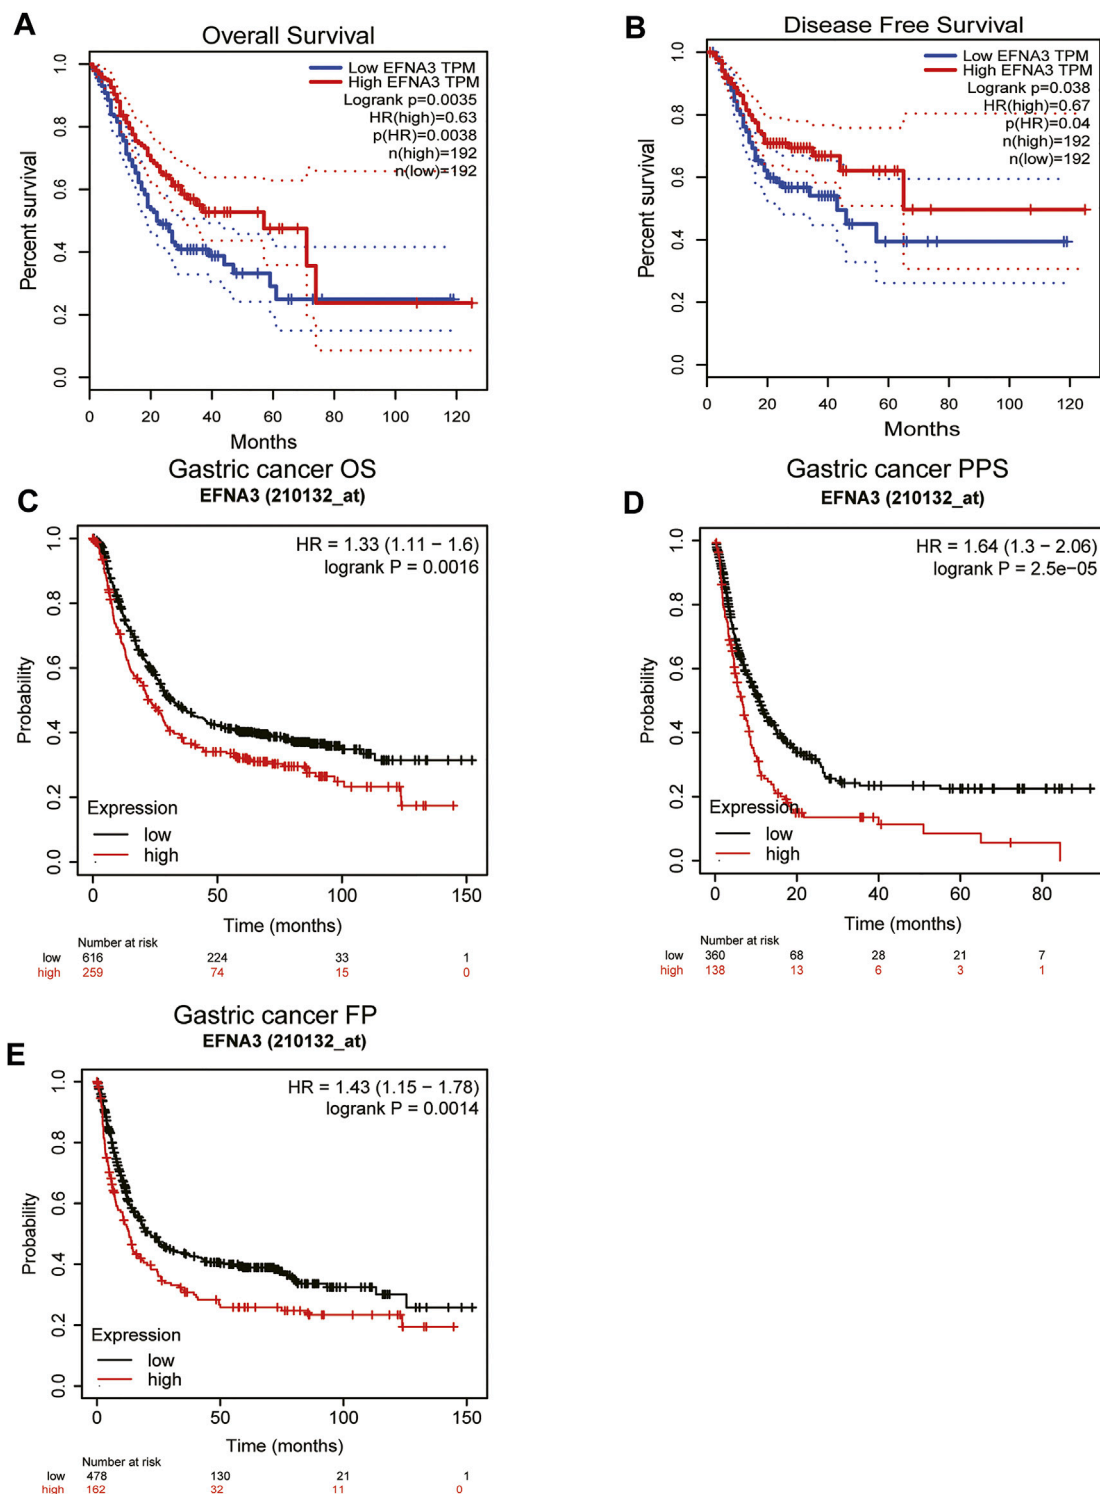 A
Overall Survival
Low EFNA3 TPM
High EFNA3 TPM
Logrank p=0.0035
HR(high)=0.63
p(HR)=0.0038
n(high)=192
n(low)=192
Percent survival
0.0
0.2
0.4
0.6
0.8
1.0
0 20 40 60 80 100 120
Months
B
Disease Free Survival
Low EFNA3 TPM
High EFNA3 TPM
Logrank p=0.038
HR(high)=0.67
p(HR)=0.04
n(high)=192
n(low)=192
Percent survival
0.0
0.2
0.4
0.6
0.8
1.0
0 20 40 60 80 100 120
Months
C
Gastric cancer OS
EFNA3 (210132_at)
HR = 1.33 (1.11 − 1.6)
logrank P = 0.0016
Probability
0.0
0.2
0.4
0.6
0.8
1.0
Expression
low
high
0 50 100 150
Time (months)
Number at risk
low 616 224 33 1
high 259 74 15 0
D
Gastric cancer PPS
EFNA3 (210132_at)
HR = 1.64 (1.3 − 2.06)
logrank P = 2.5e−05
Probability
0.0
0.2
0.4
0.6
0.8
1.0
Expression
low
high
0 20 40 60 80
Time (months)
Number at risk
low 360 68 28 21 7
high 138 13 6 3 1
E
Gastric cancer FP
EFNA3 (210132_at)
HR = 1.43 (1.15 − 1.78)
logrank P = 0.0014
Probability
0.0
0.2
0.4
0.6
0.8
1.0
Expression
low
high
0 50 100 150
Time (months)
Number at risk
low 478 130 21 1
high 162 32 11 0